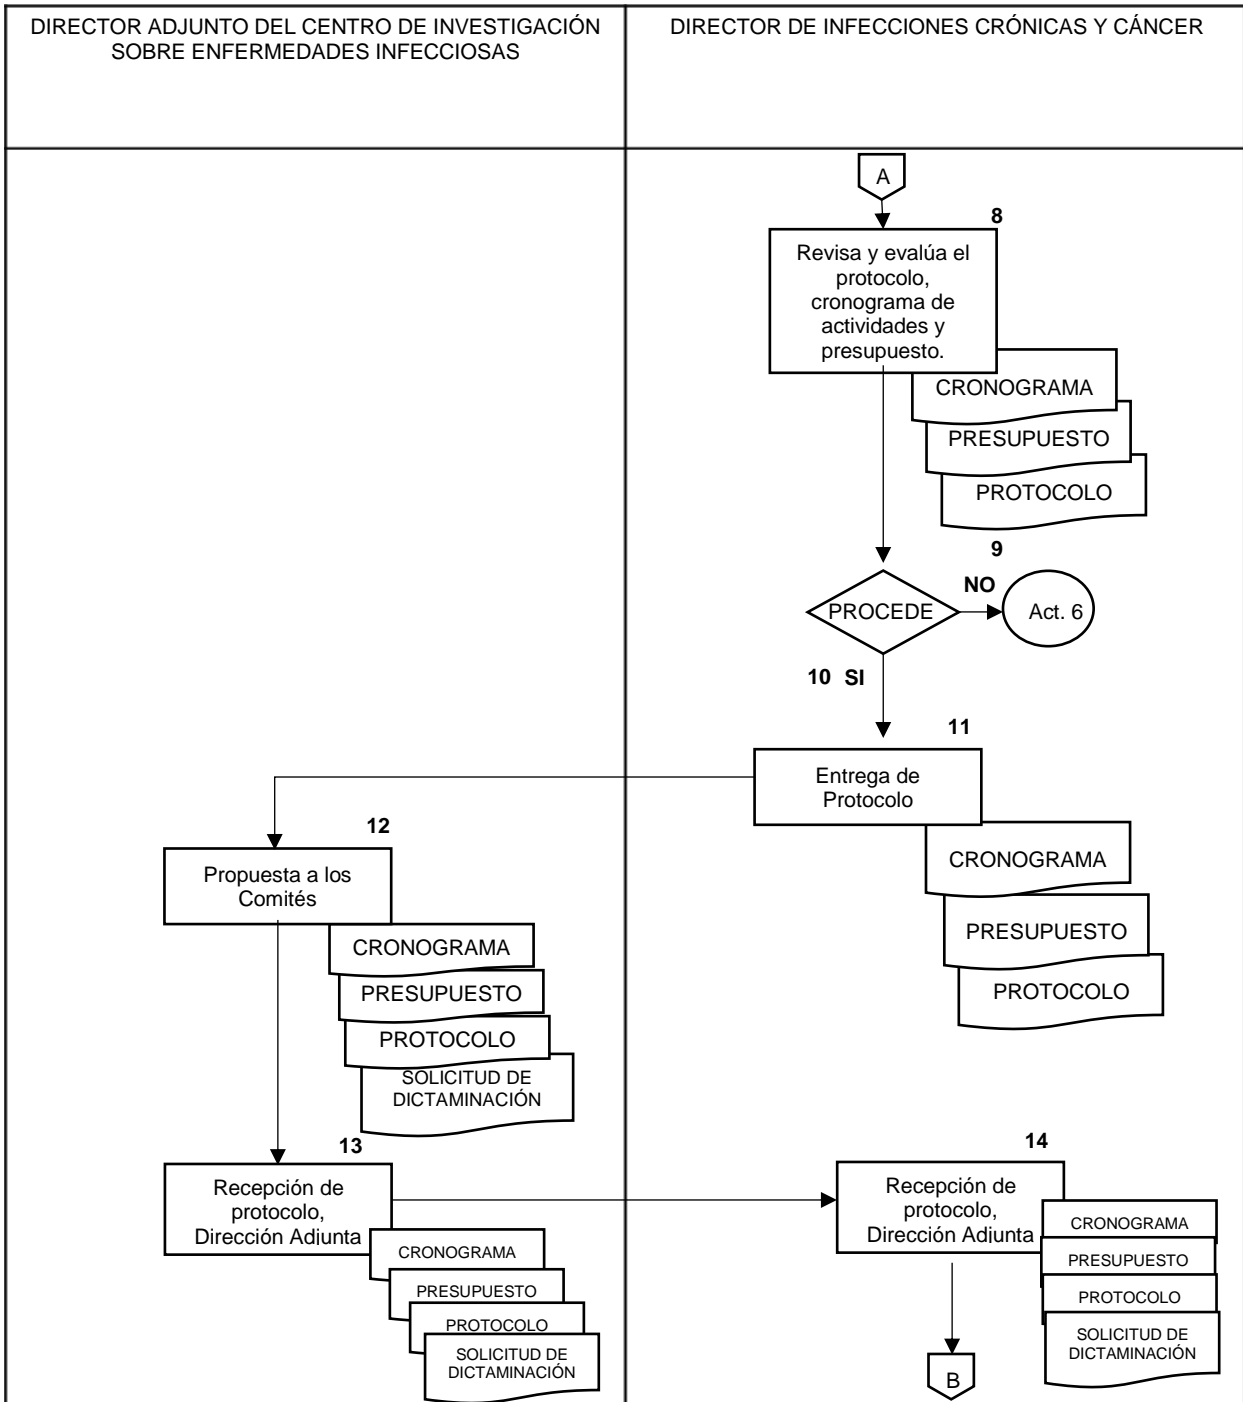 DIRECTOR ADJUNTO DEL CENTRO DE INVESTIGACIÓN
SOBRE ENFERMEDADES INFECCIOSAS
DIRECTOR DE INFECCIONES CRÓNICAS Y CÁNCER
A
8
Revisa y evalúa el
protocolo,
cronograma de
actividades y
presupuesto.
CRONOGRAMA
PRESUPUESTO
PROTOCOLO
9
PROCEDE
NO
Act. 6
10 SI
11
Entrega de
Protocolo
CRONOGRAMA
PRESUPUESTO
PROTOCOLO
12
Propuesta a los
Comités
CRONOGRAMA
PRESUPUESTO
PROTOCOLO
SOLICITUD DE
DICTAMINACIÓN
13
Recepción de
protocolo,
Dirección Adjunta
CRONOGRAMA
PRESUPUESTO
PROTOCOLO
SOLICITUD DE
DICTAMINACIÓN
14
Recepción de
protocolo,
Dirección Adjunta
CRONOGRAMA
PRESUPUESTO
PROTOCOLO
SOLICITUD DE
DICTAMINACIÓN
B